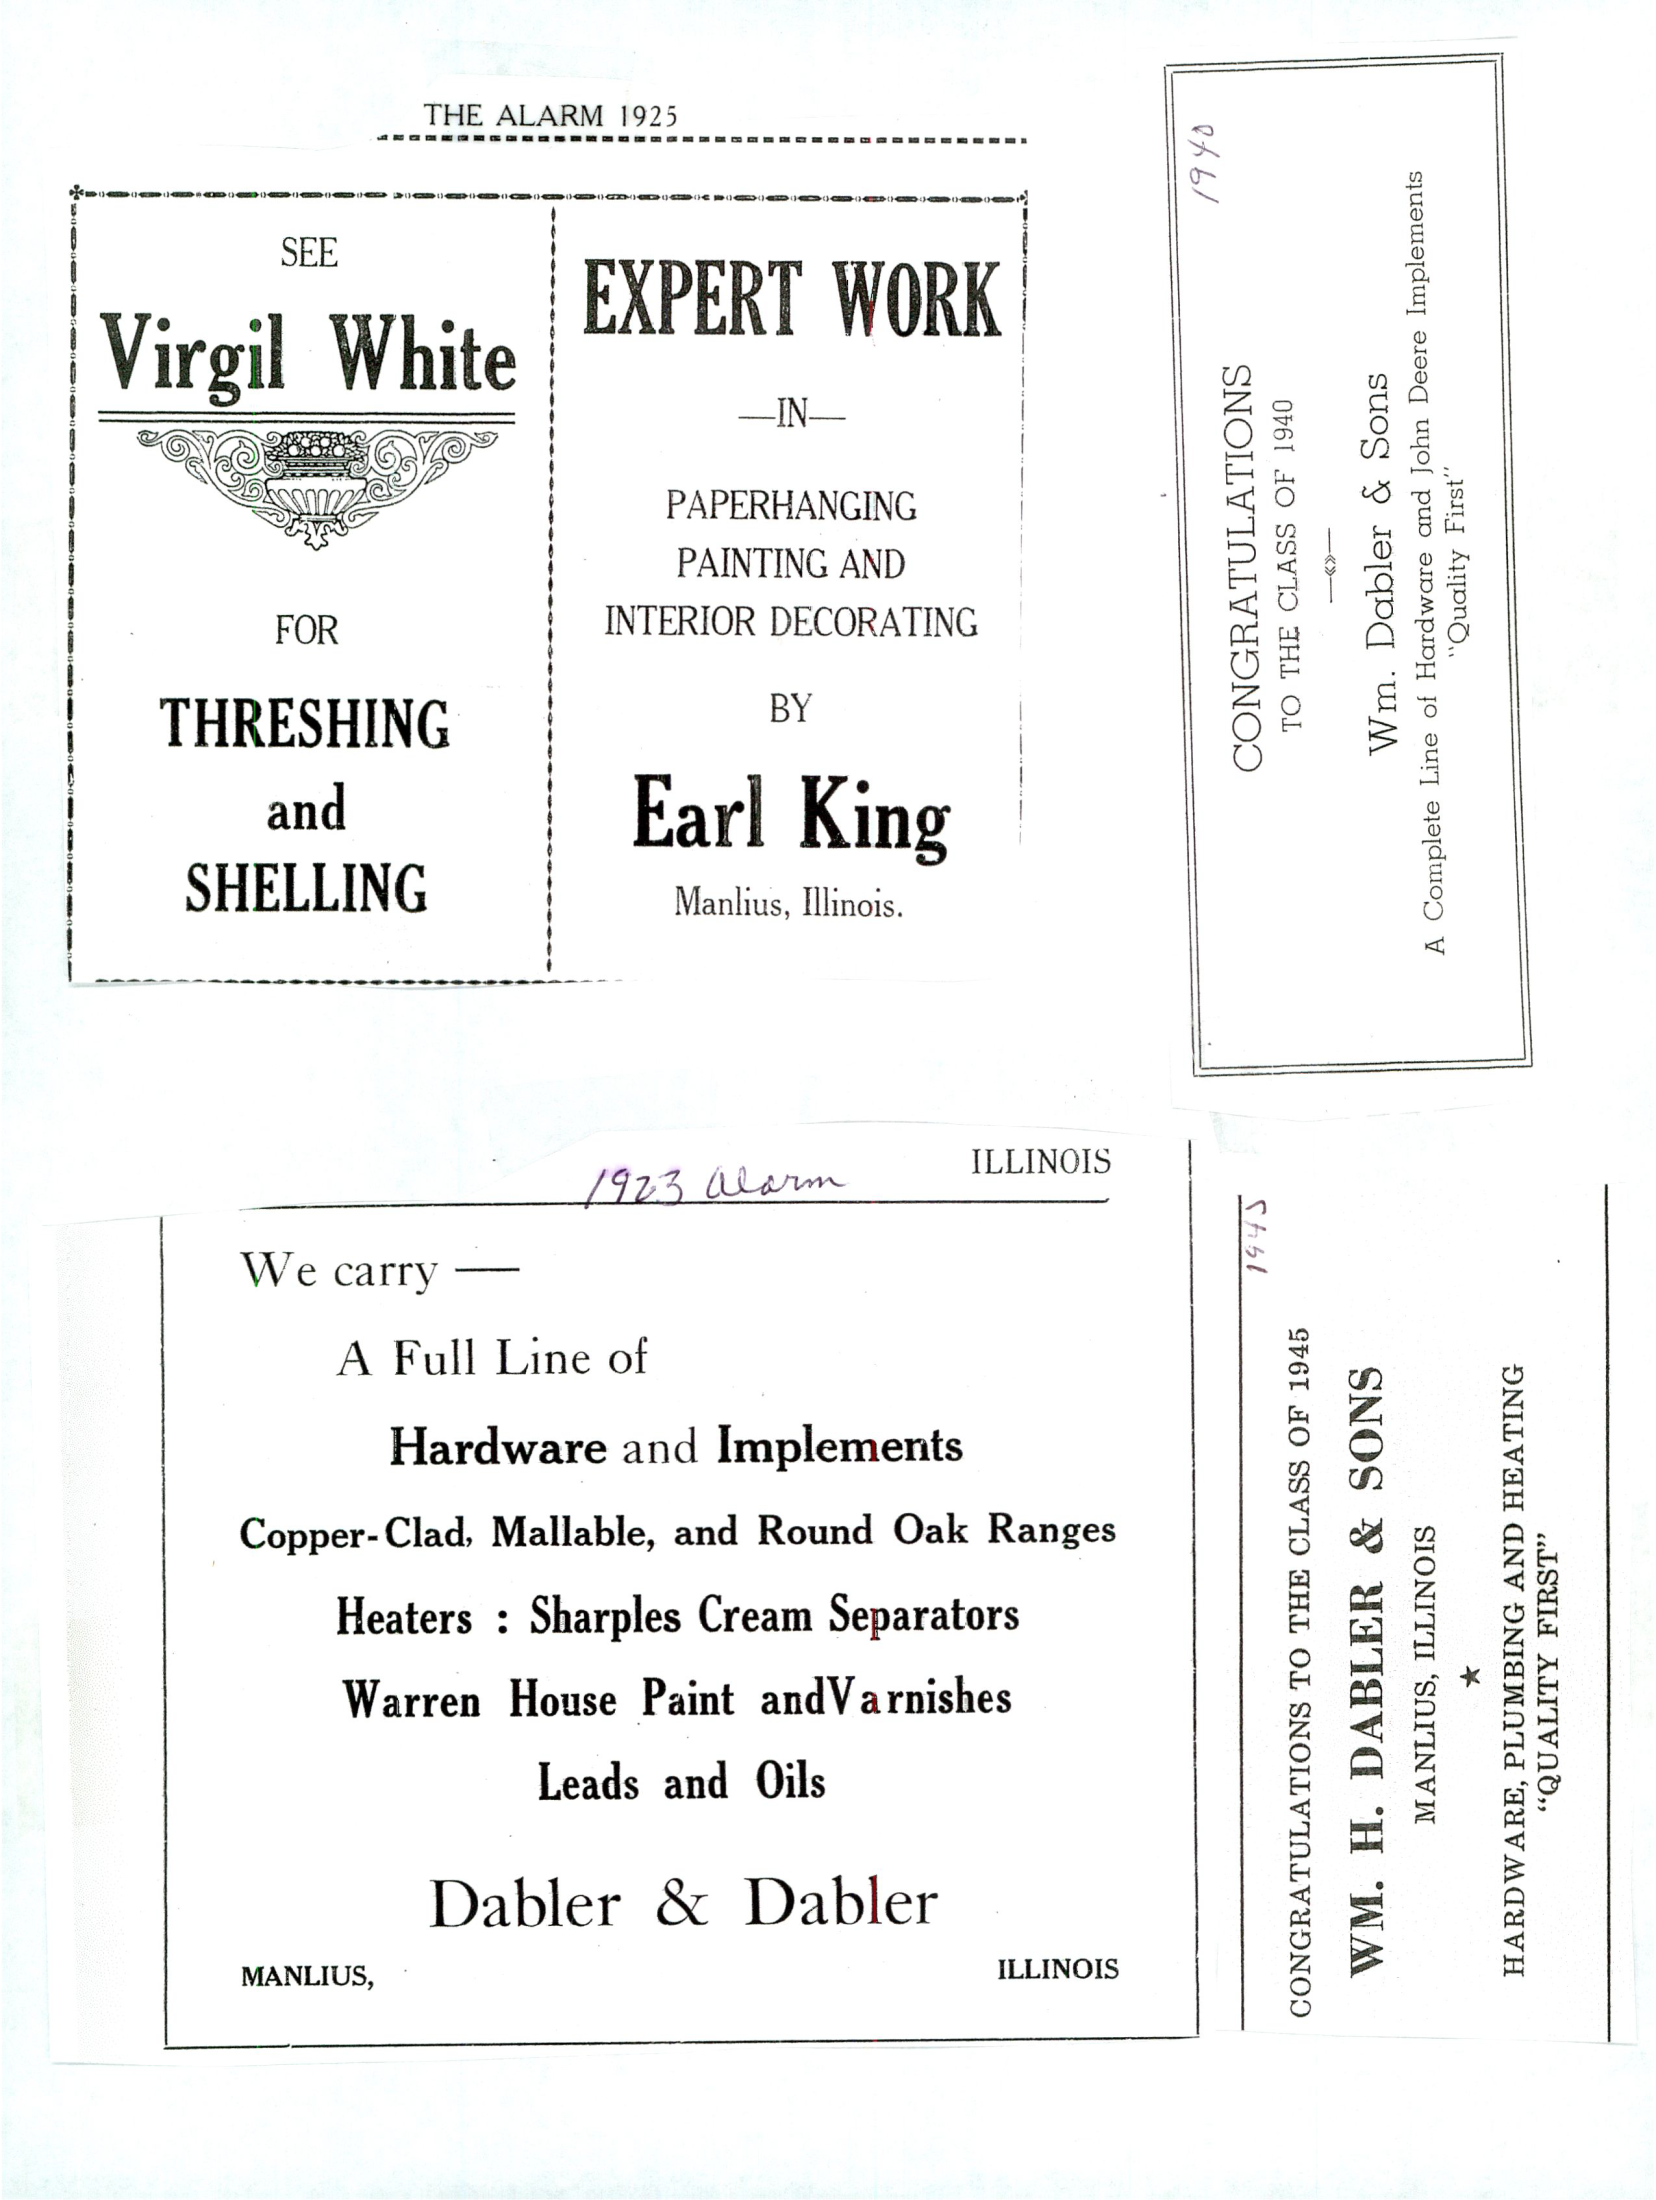 THE ALARM 1925
SEE
Virgil White
FOR
THRESHING
and
SHELLING
EXPERT WORK
—IN—
PAPERHANGING
PAINTING AND
INTERIOR DECORATING
BY
Earl King
Manlius, Illinois.
1940
CONGRATULATIONS
TO THE CLASS OF 1940
Wm. Dabler & Sons
A Complete Line of Hardware and John Deere Implements
"Quality First"
1923 Alarm
ILLINOIS
We carry —
A Full Line of
Hardware and Implements
Copper-Clad, Mallable, and Round Oak Ranges
Heaters : Sharples Cream Separators
Warren House Paint andVarnishes
Leads and Oils
Dabler & Dabler
MANLIUS, ILLINOIS
1945
CONGRATULATIONS TO THE CLASS OF 1945
WM. H. DABLER & SONS
MANLIUS, ILLINOIS
★
HARDWARE, PLUMBING AND HEATING
"QUALITY FIRST"